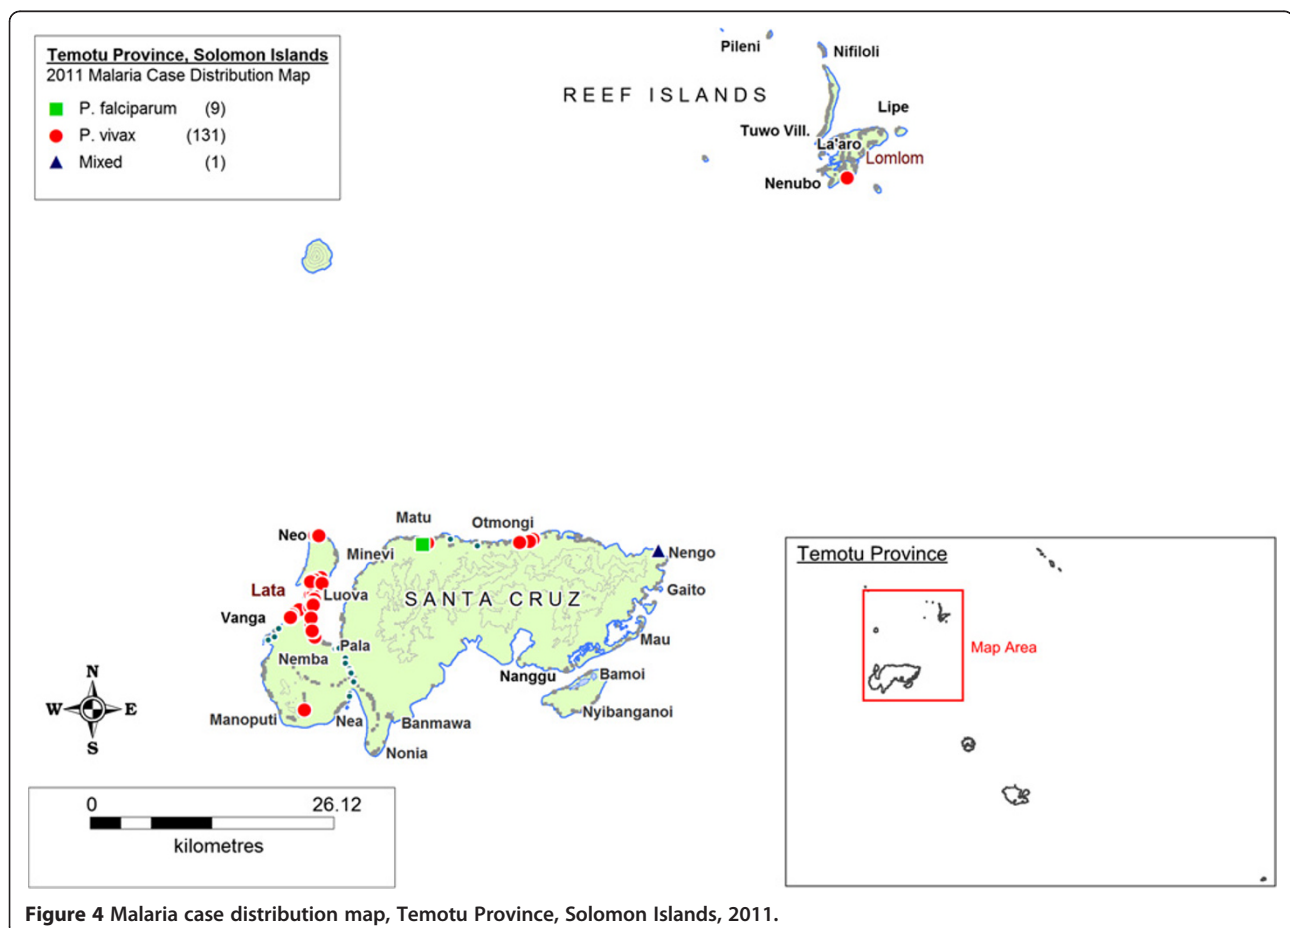 Temotu Province, Solomon Islands
2011 Malaria Case Distribution Map
P. falciparum (9)
P. vivax (131)
Mixed (1)
Pileni
Nifiloli
REEF ISLANDS
Lipe
Tuwo Vill.
La'aro
Lomlom
Nenubo
Matu
Otmongi
Neo
Minevi
Nengo
Lata
Luova
SANTA CRUZ
Gaito
Vanga
Mau
Pala
Nemba
Nanggu
Bamoi
Manoputi
Nea
Banmawa
Nyibanganoi
Nonia
N
W E
S
0 26.12
kilometres
Temotu Province
Map Area
Figure 4 Malaria case distribution map, Temotu Province, Solomon Islands, 2011.